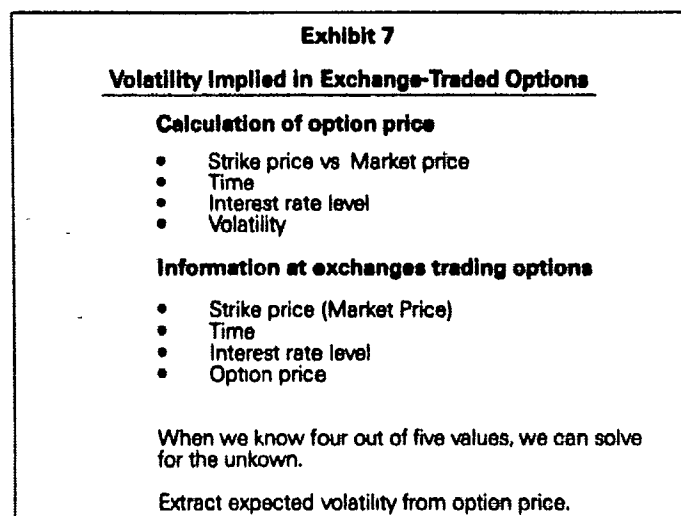 Exhibit 7
Volatility Implied in Exchange-Traded Options
Calculation of option price
• Strike price vs Market price
• Time
• Interest rate level
• Volatility
Information at exchanges trading options
• Strike price (Market Price)
• Time
• Interest rate level
• Option price
When we know four out of five values, we can solve
for the unkown.
Extract expected volatility from option price.